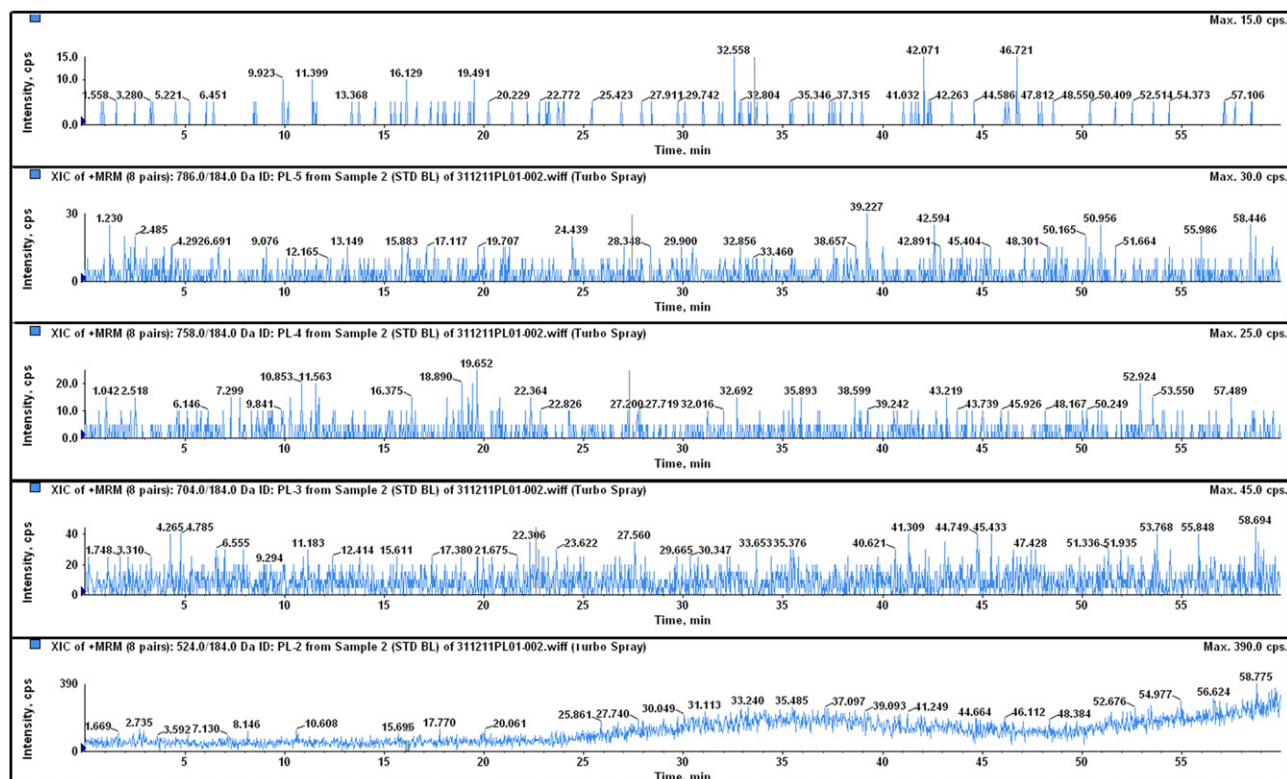 Max. 15.0 cps.
Intensity, cps
15.0
10.0
0.0
1.558 3.280 5.221 6.451 9.923 11.399 13.368 16.129 19.491 20.229 22.772 25.423 27.911 29.742 32.558 32.804 35.346 37.315 41.032 42.071 42.263 44.586 46.721 47.812 48.550 50.409 52.514 54.373 57.106
5 10 15 20 25 30 35 40 45 50 55
Time, min
XIC of +MRM (8 pairs): 786.0/184.0 Da ID: PL-5 from Sample 2 (STD BL) of 311211PL01-002.wiff (Turbo Spray) Max. 30.0 cps.
Intensity, cps
30
0
1.230 2.485 4.292 6.691 9.076 12.165 13.149 15.883 17.117 19.707 24.439 28.348 29.900 32.856 33.460 38.657 39.227 42.594 42.891 45.404 48.301 50.165 50.956 51.664 55.986 58.446
5 10 15 20 25 30 35 40 45 50 55
Time, min
XIC of +MRM (8 pairs): 758.0/184.0 Da ID: PL-4 from Sample 2 (STD BL) of 311211PL01-002.wiff (Turbo Spray) Max. 25.0 cps.
Intensity, cps
20.0
10.0
0.0
1.042 2.518 6.146 7.299 9.841 10.853 11.563 16.375 18.890 19.652 22.364 22.826 27.200 27.719 32.016 32.692 35.893 38.599 39.242 43.219 43.739 45.926 48.167 50.249 52.924 53.550 57.489
5 10 15 20 25 30 35 40 45 50 55
Time, min
XIC of +MRM (8 pairs): 704.0/184.0 Da ID: PL-3 from Sample 2 (STD BL) of 311211PL01-002.wiff (Turbo Spray) Max. 45.0 cps.
Intensity, cps
40
20
0
1.748 3.310 4.265 4.785 6.555 9.294 11.183 12.414 15.611 17.380 21.675 22.306 23.622 27.560 29.665 30.347 33.653 35.376 40.621 41.309 44.749 45.433 47.428 51.336 51.935 53.768 55.848 58.694
5 10 15 20 25 30 35 40 45 50 55
Time, min
XIC of +MRM (8 pairs): 524.0/184.0 Da ID: PL-2 from Sample 2 (STD BL) of 311211PL01-002.wiff (Turbo Spray) Max. 390.0 cps.
Intensity, cps
390
0
1.669 2.735 3.592 7.130 8.146 10.608 15.695 17.770 20.061 25.861 27.740 30.049 31.113 33.240 35.485 37.097 39.093 41.249 44.664 46.112 48.384 52.676 54.977 56.624 58.775
5 10 15 20 25 30 35 40 45 50 55
Time, min